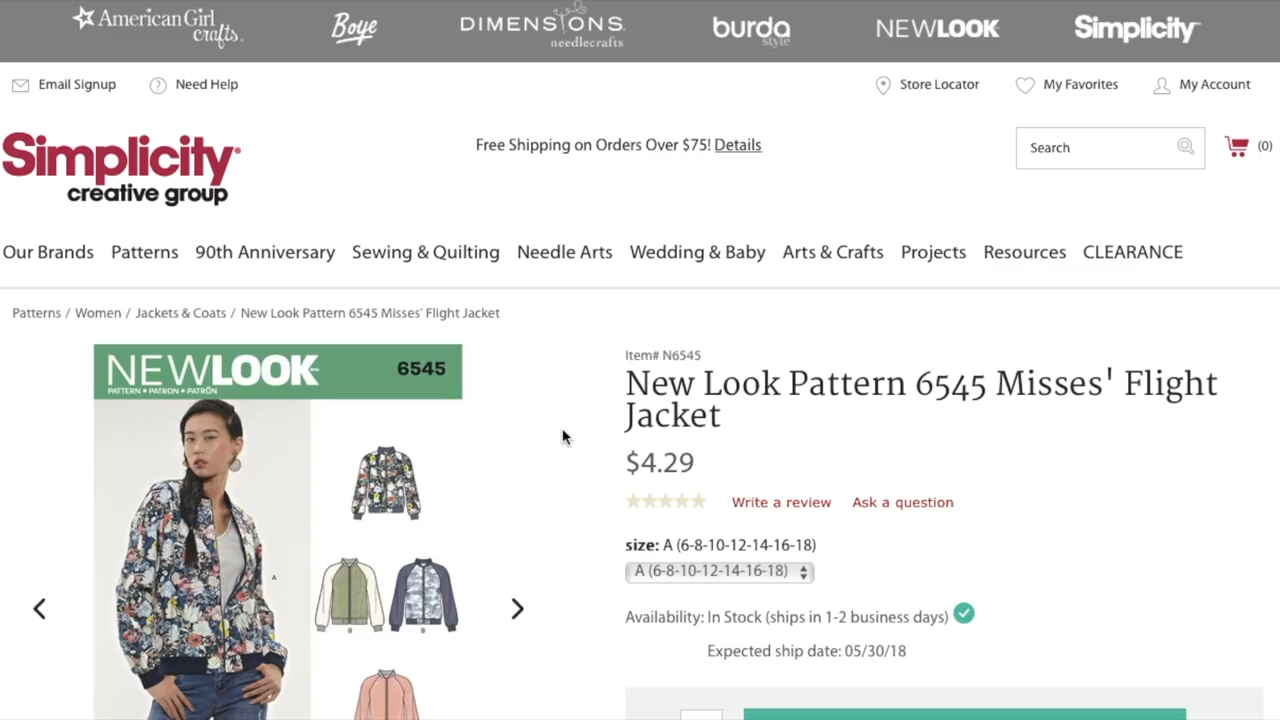 American Girl crafts.
Boye
DIMENSIONS needlecrafts
burda style
NEWLOOK
Simplicity
Email Signup
Need Help
Store Locator
My Favorites
My Account
Simplicity creative group
Free Shipping on Orders Over $75! Details
Search
(0)
Our Brands
Patterns
90th Anniversary
Sewing & Quilting
Needle Arts
Wedding & Baby
Arts & Crafts
Projects
Resources
CLEARANCE
Patterns / Women / Jackets & Coats / New Look Pattern 6545 Misses' Flight Jacket
NEWLOOK
6545
PATTERN • PATRON • PATRÓN
A
B
B
Item# N6545
New Look Pattern 6545 Misses' Flight
Jacket
$4.29
Write a review
Ask a question
size: A (6-8-10-12-14-16-18)
A (6-8-10-12-14-16-18)
Availability: In Stock (ships in 1-2 business days)
Expected ship date: 05/30/18